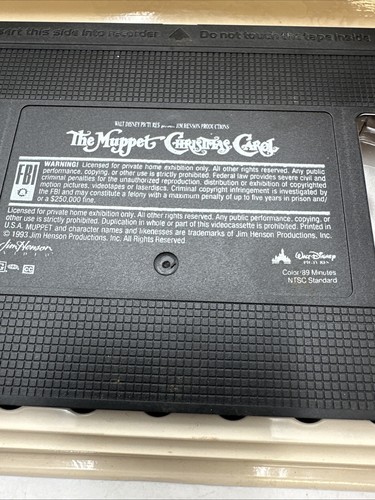 ert this side into recorder ▲ Do not touch the tape insid
WALT DISNEY PICTURES presents JIM HENSON PRODUCTIONS
The Muppet Christmas Carol
FBI
WARNING! Licensed for private home exhibition only. All other rights reserved. Any public
performance, copying, or other use is strictly prohibited. Federal law provides severe civil and
criminal penalties for the unauthorized reproduction, distribution or exhibition of copyrighted
motion pictures, videotapes or laserdiscs. Criminal copyright infringement is investigated by
the FBI and may constitute a felony with a maximum penalty of up to five years in prison and/
or a $250,000 fine.
Licensed for private home exhibition only. All other rights reserved. Any public performance, copying, or
other use is strictly prohibited. Duplication in whole or part of this videocassette is prohibited. Printed in
U.S.A. MUPPET and character names and likenesses are trademarks of Jim Henson Productions, Inc.
© 1993 Jim Henson Productions, Inc. All Rights Reserved.
Jim Henson
VIDEO
WALT DISNEY
PICTURES
Color/89 Minutes
NTSC Standard